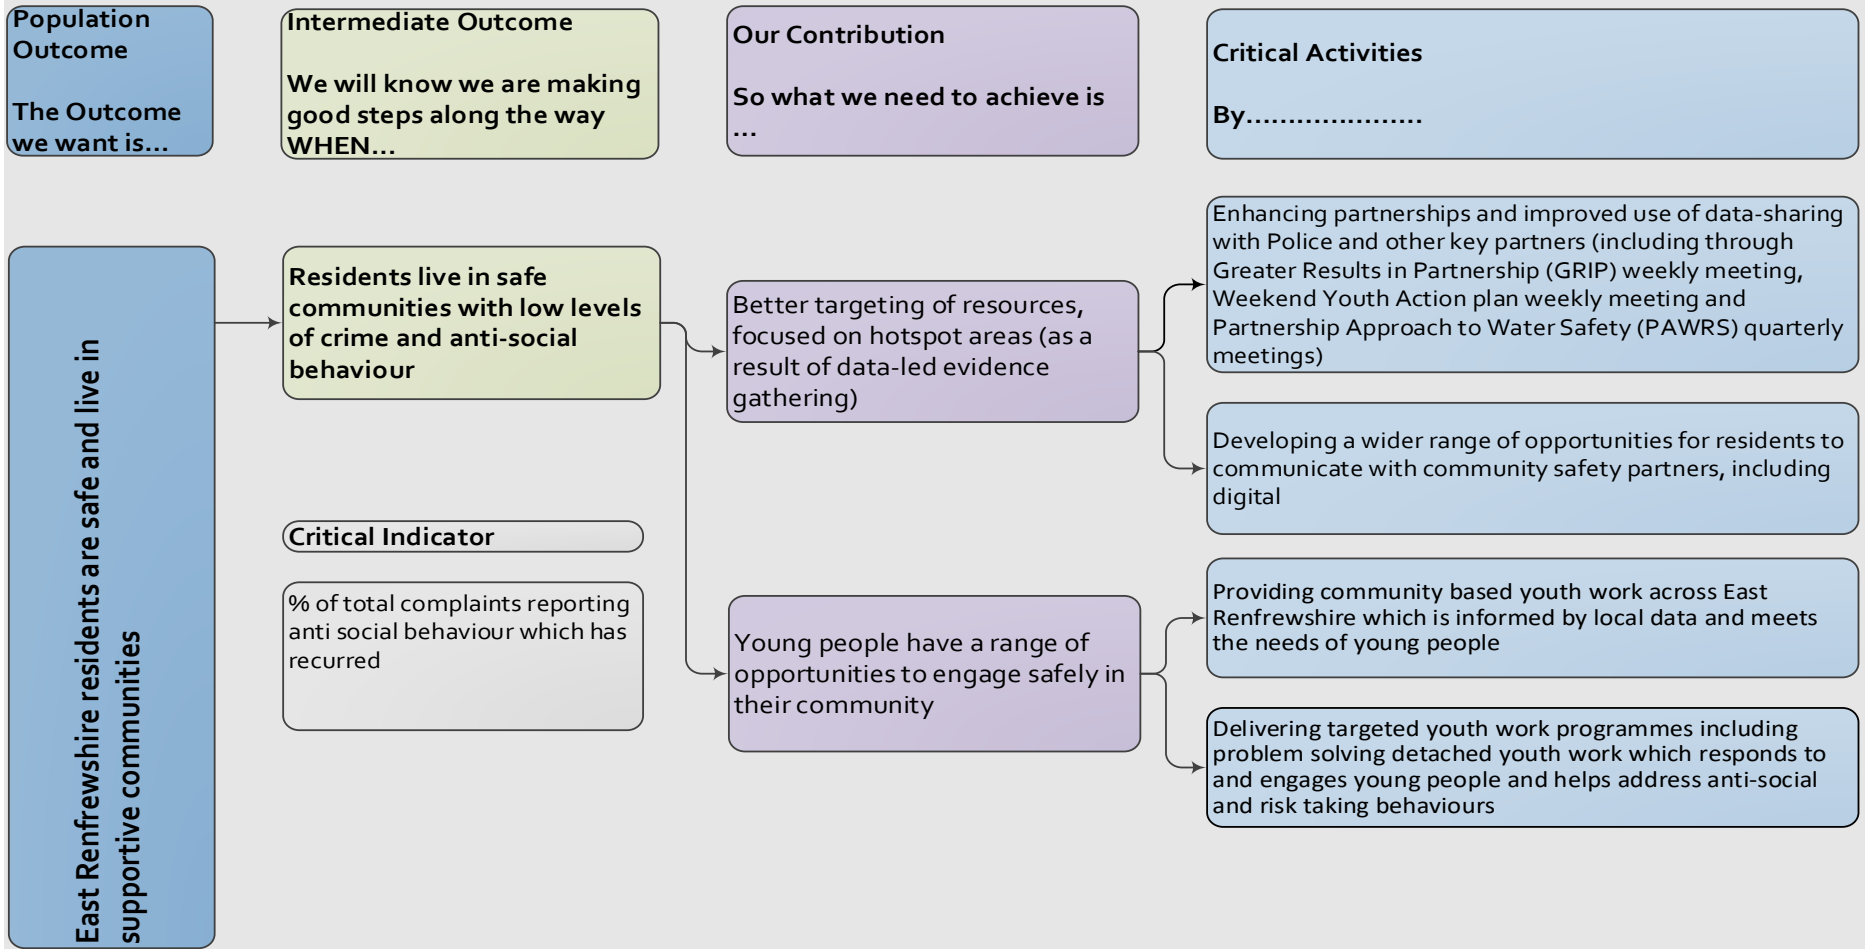 Population
Outcome
The Outcome
we want is...
Intermediate Outcome
We will know we are making
good steps along the way
WHEN...
Our Contribution
So what we need to achieve is
...
Critical Activities
By.....................
East Renfrewshire residents are safe and live in
supportive communities
Residents live in safe
communities with low levels
of crime and anti-social
behaviour
Critical Indicator
% of total complaints reporting
anti social behaviour which has
recurred
Better targeting of resources,
focused on hotspot areas (as a
result of data-led evidence
gathering)
Young people have a range of
opportunities to engage safely in
their community
Enhancing partnerships and improved use of data-sharing
with Police and other key partners (including through
Greater Results in Partnership (GRIP) weekly meeting,
Weekend Youth Action plan weekly meeting and
Partnership Approach to Water Safety (PAWRS) quarterly
meetings)
Developing a wider range of opportunities for residents to
communicate with community safety partners, including
digital
Providing community based youth work across East
Renfrewshire which is informed by local data and meets
the needs of young people
Delivering targeted youth work programmes including
problem solving detached youth work which responds to
and engages young people and helps address anti-social
and risk taking behaviours